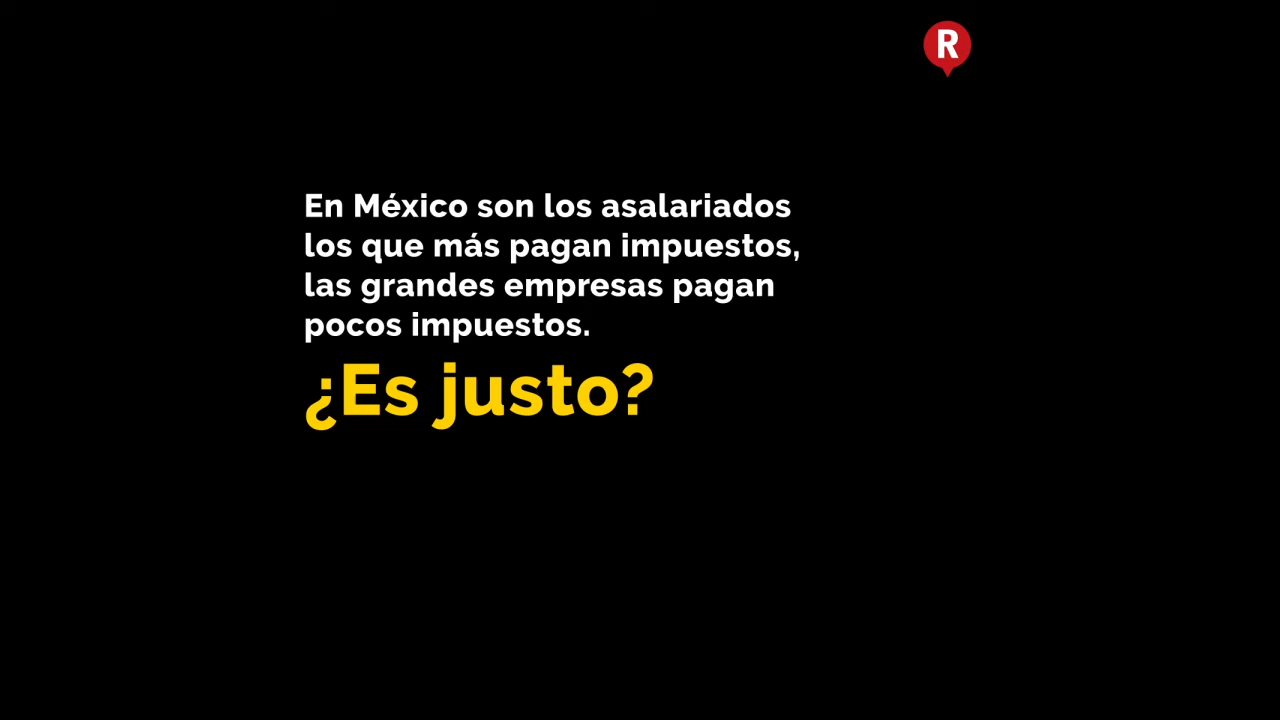 R
En México son los asalariados
los que más pagan impuestos,
las grandes empresas pagan
pocos impuestos.
¿Es justo?